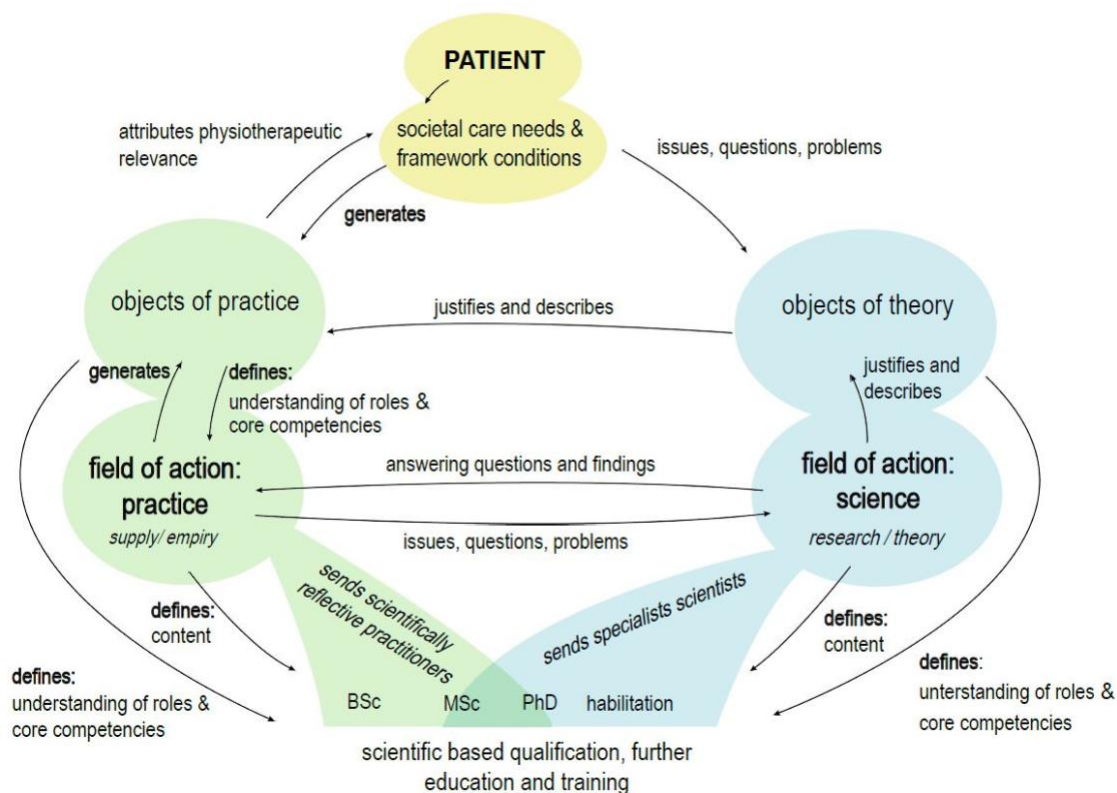 PATIENT
societal care needs &
framework conditions
attributes physiotherapeutic
relevance
issues, questions, problems
generates
objects of practice
objects of theory
justifies and describes
generates
defines:
understanding of roles &
core competencies
justifies and
describes
field of action:
practice
supply/ empiry
answering questions and findings
issues, questions, problems
field of action:
science
research / theory
sends scientifically
reflective practitioners
sends specialists scientists
defines:
content
defines:
content
defines:
understanding of roles &
core competencies
defines:
unterstanding of roles &
core competencies
BSc
MSc
PhD
habilitation
scientific based qualification, further
education and training